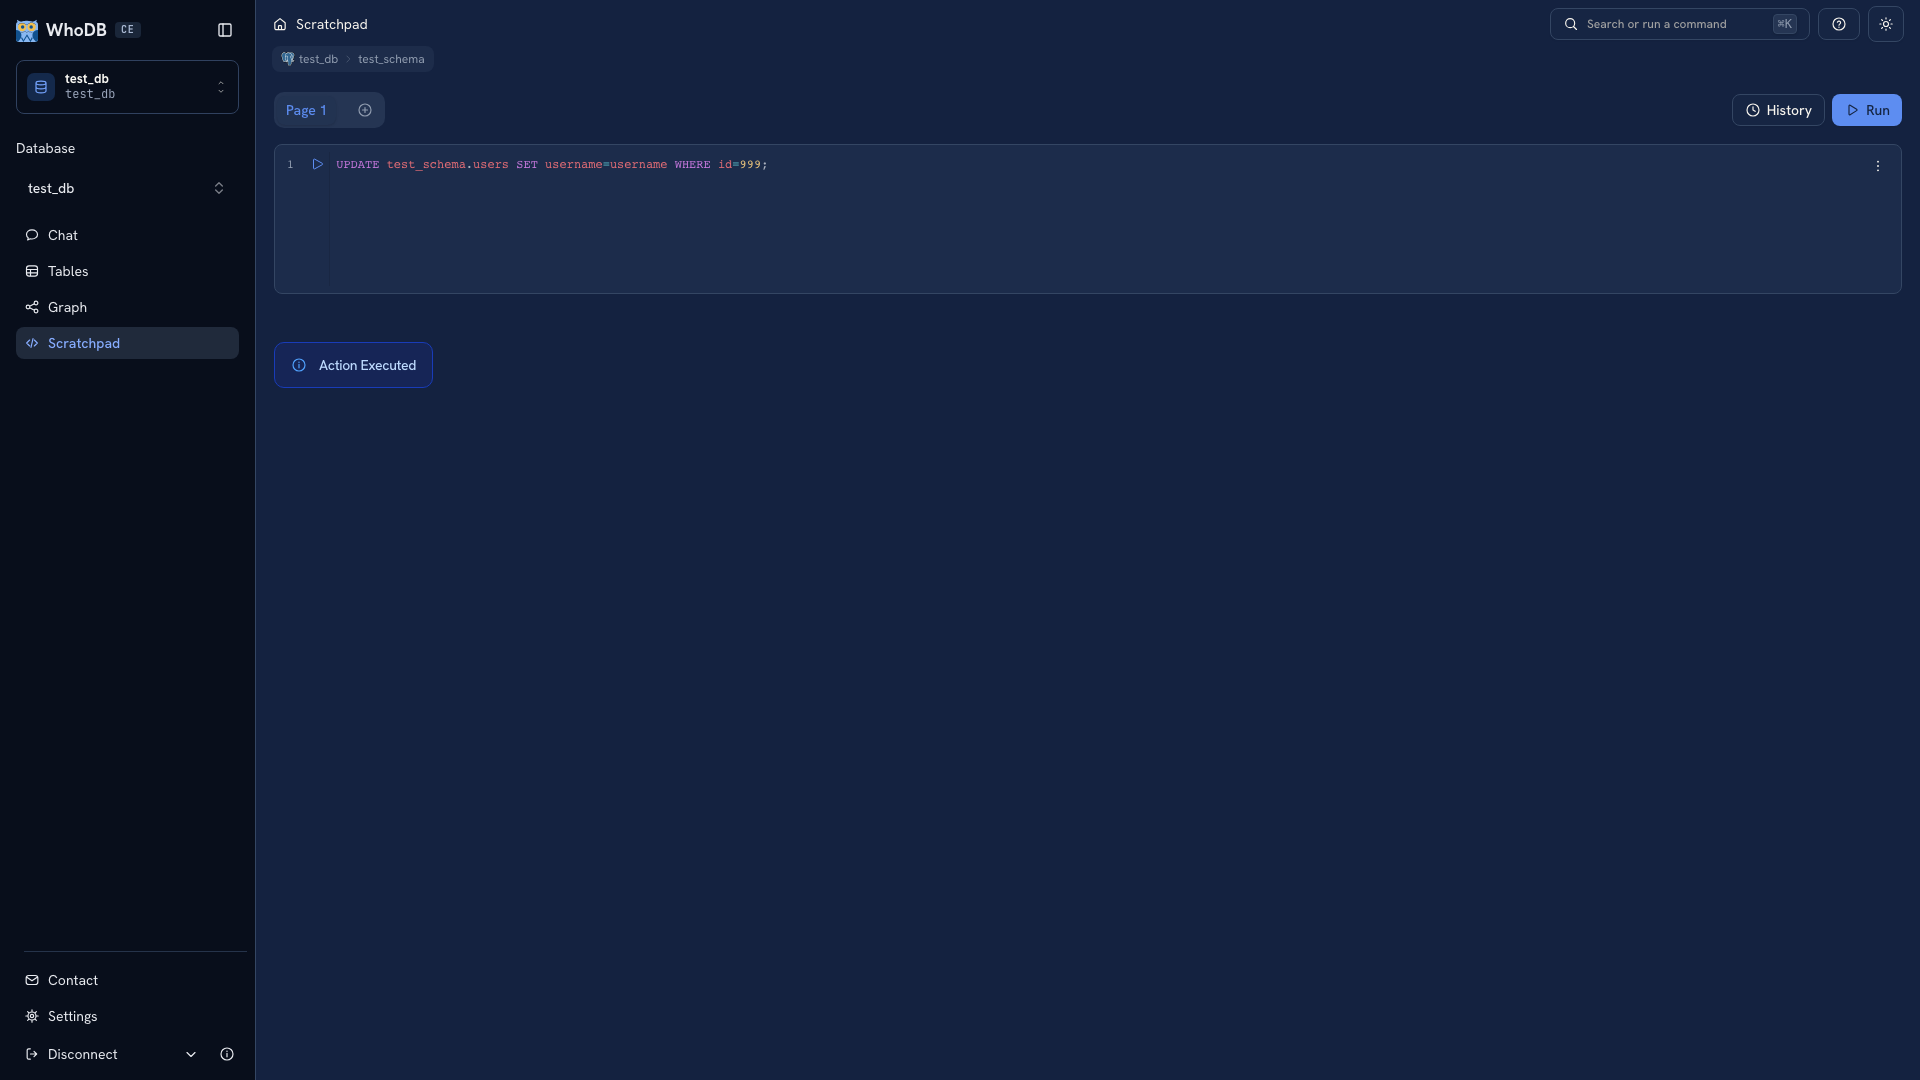 WhoDB CE
test_db
test_db
Database
test_db
Chat
Tables
Graph
Scratchpad
Contact
Settings
Disconnect
Scratchpad
Search or run a command ⌘K
test_db > test_schema
Page 1
History
Run
1 UPDATE test_schema.users SET username=username WHERE id=999;
Action Executed